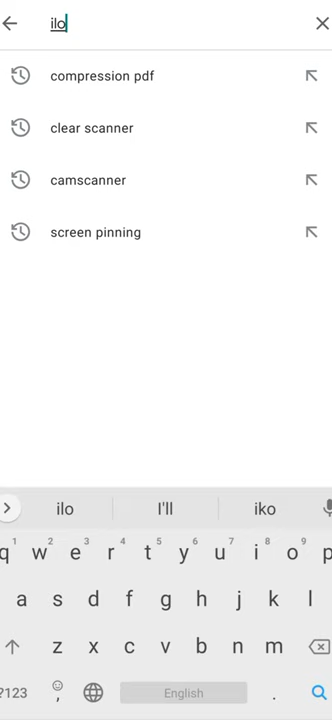 ilo
compression pdf
clear scanner
camscanner
screen pinning
ilo I'll iko
1 2 3 4 5 6 7 8 9
q w e r t y u i o p
a s d f g h j k l
z x c v b n m
?123 , English .